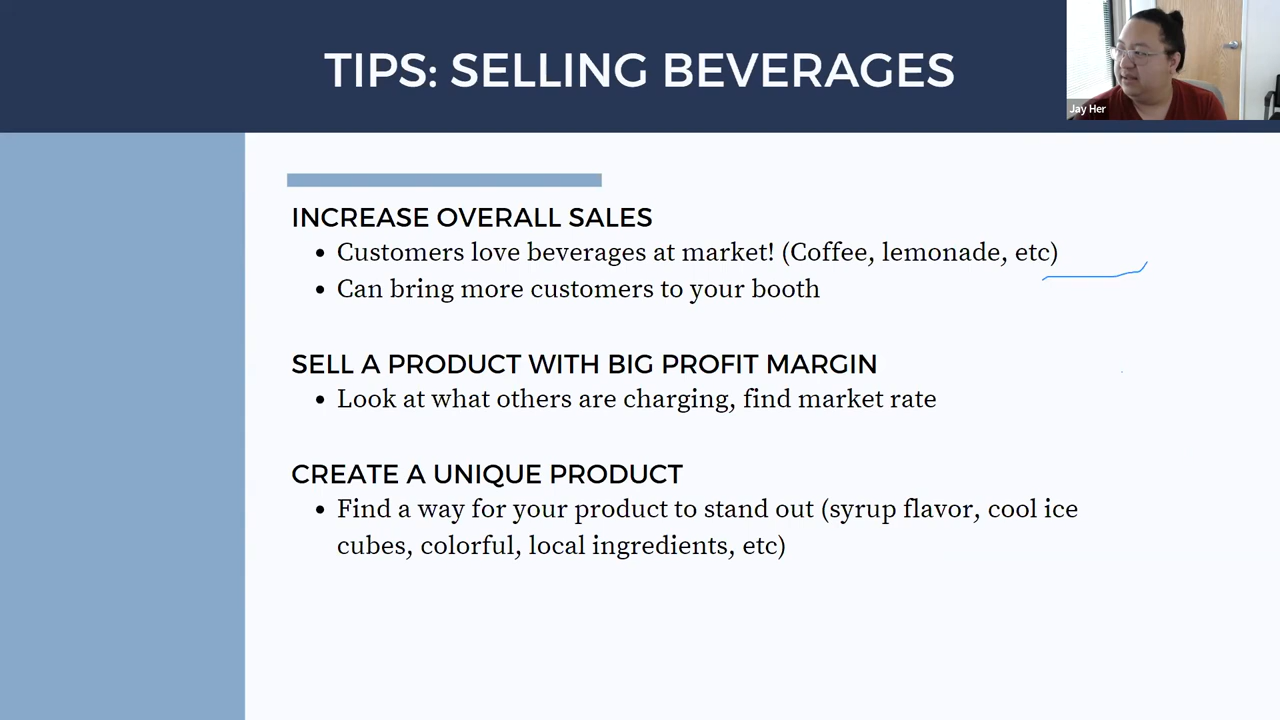 TIPS: SELLING BEVERAGES
Jay Her
INCREASE OVERALL SALES
• Customers love beverages at market! (Coffee, lemonade, etc)
• Can bring more customers to your booth
SELL A PRODUCT WITH BIG PROFIT MARGIN
• Look at what others are charging, find market rate
CREATE A UNIQUE PRODUCT
• Find a way for your product to stand out (syrup flavor, cool ice
cubes, colorful, local ingredients, etc)